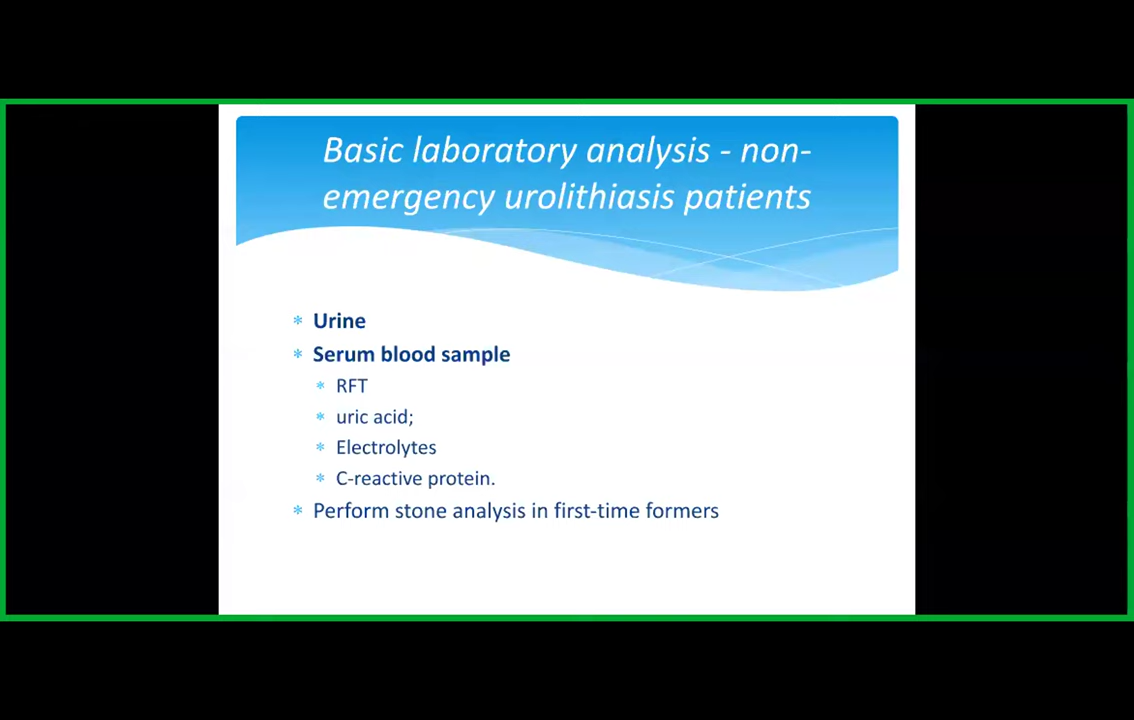 Basic laboratory analysis - non-
emergency urolithiasis patients
* Urine
* Serum blood sample
* RFT
* uric acid;
* Electrolytes
* C-reactive protein.
* Perform stone analysis in first-time formers